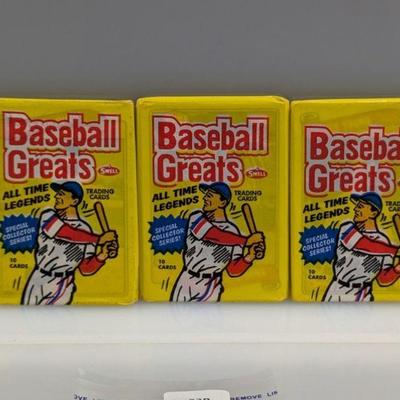 Baseball
Greats
SWELL
ALL TIME
LEGENDS
TRADING
CARDS
SPECIAL
COLLECTOR
SERIES!
10
CARDS
Baseball
Greats
SWELL
ALL TIME
LEGENDS
TRADING
CARDS
SPECIAL
COLLECTOR
SERIES!
10
CARDS
Baseball
Greats
ALL TIME
LEGENDS
TRADING
CARDS
SPECIAL
COLLECTOR
SERIES!
10
CARDS
REMOVE LI